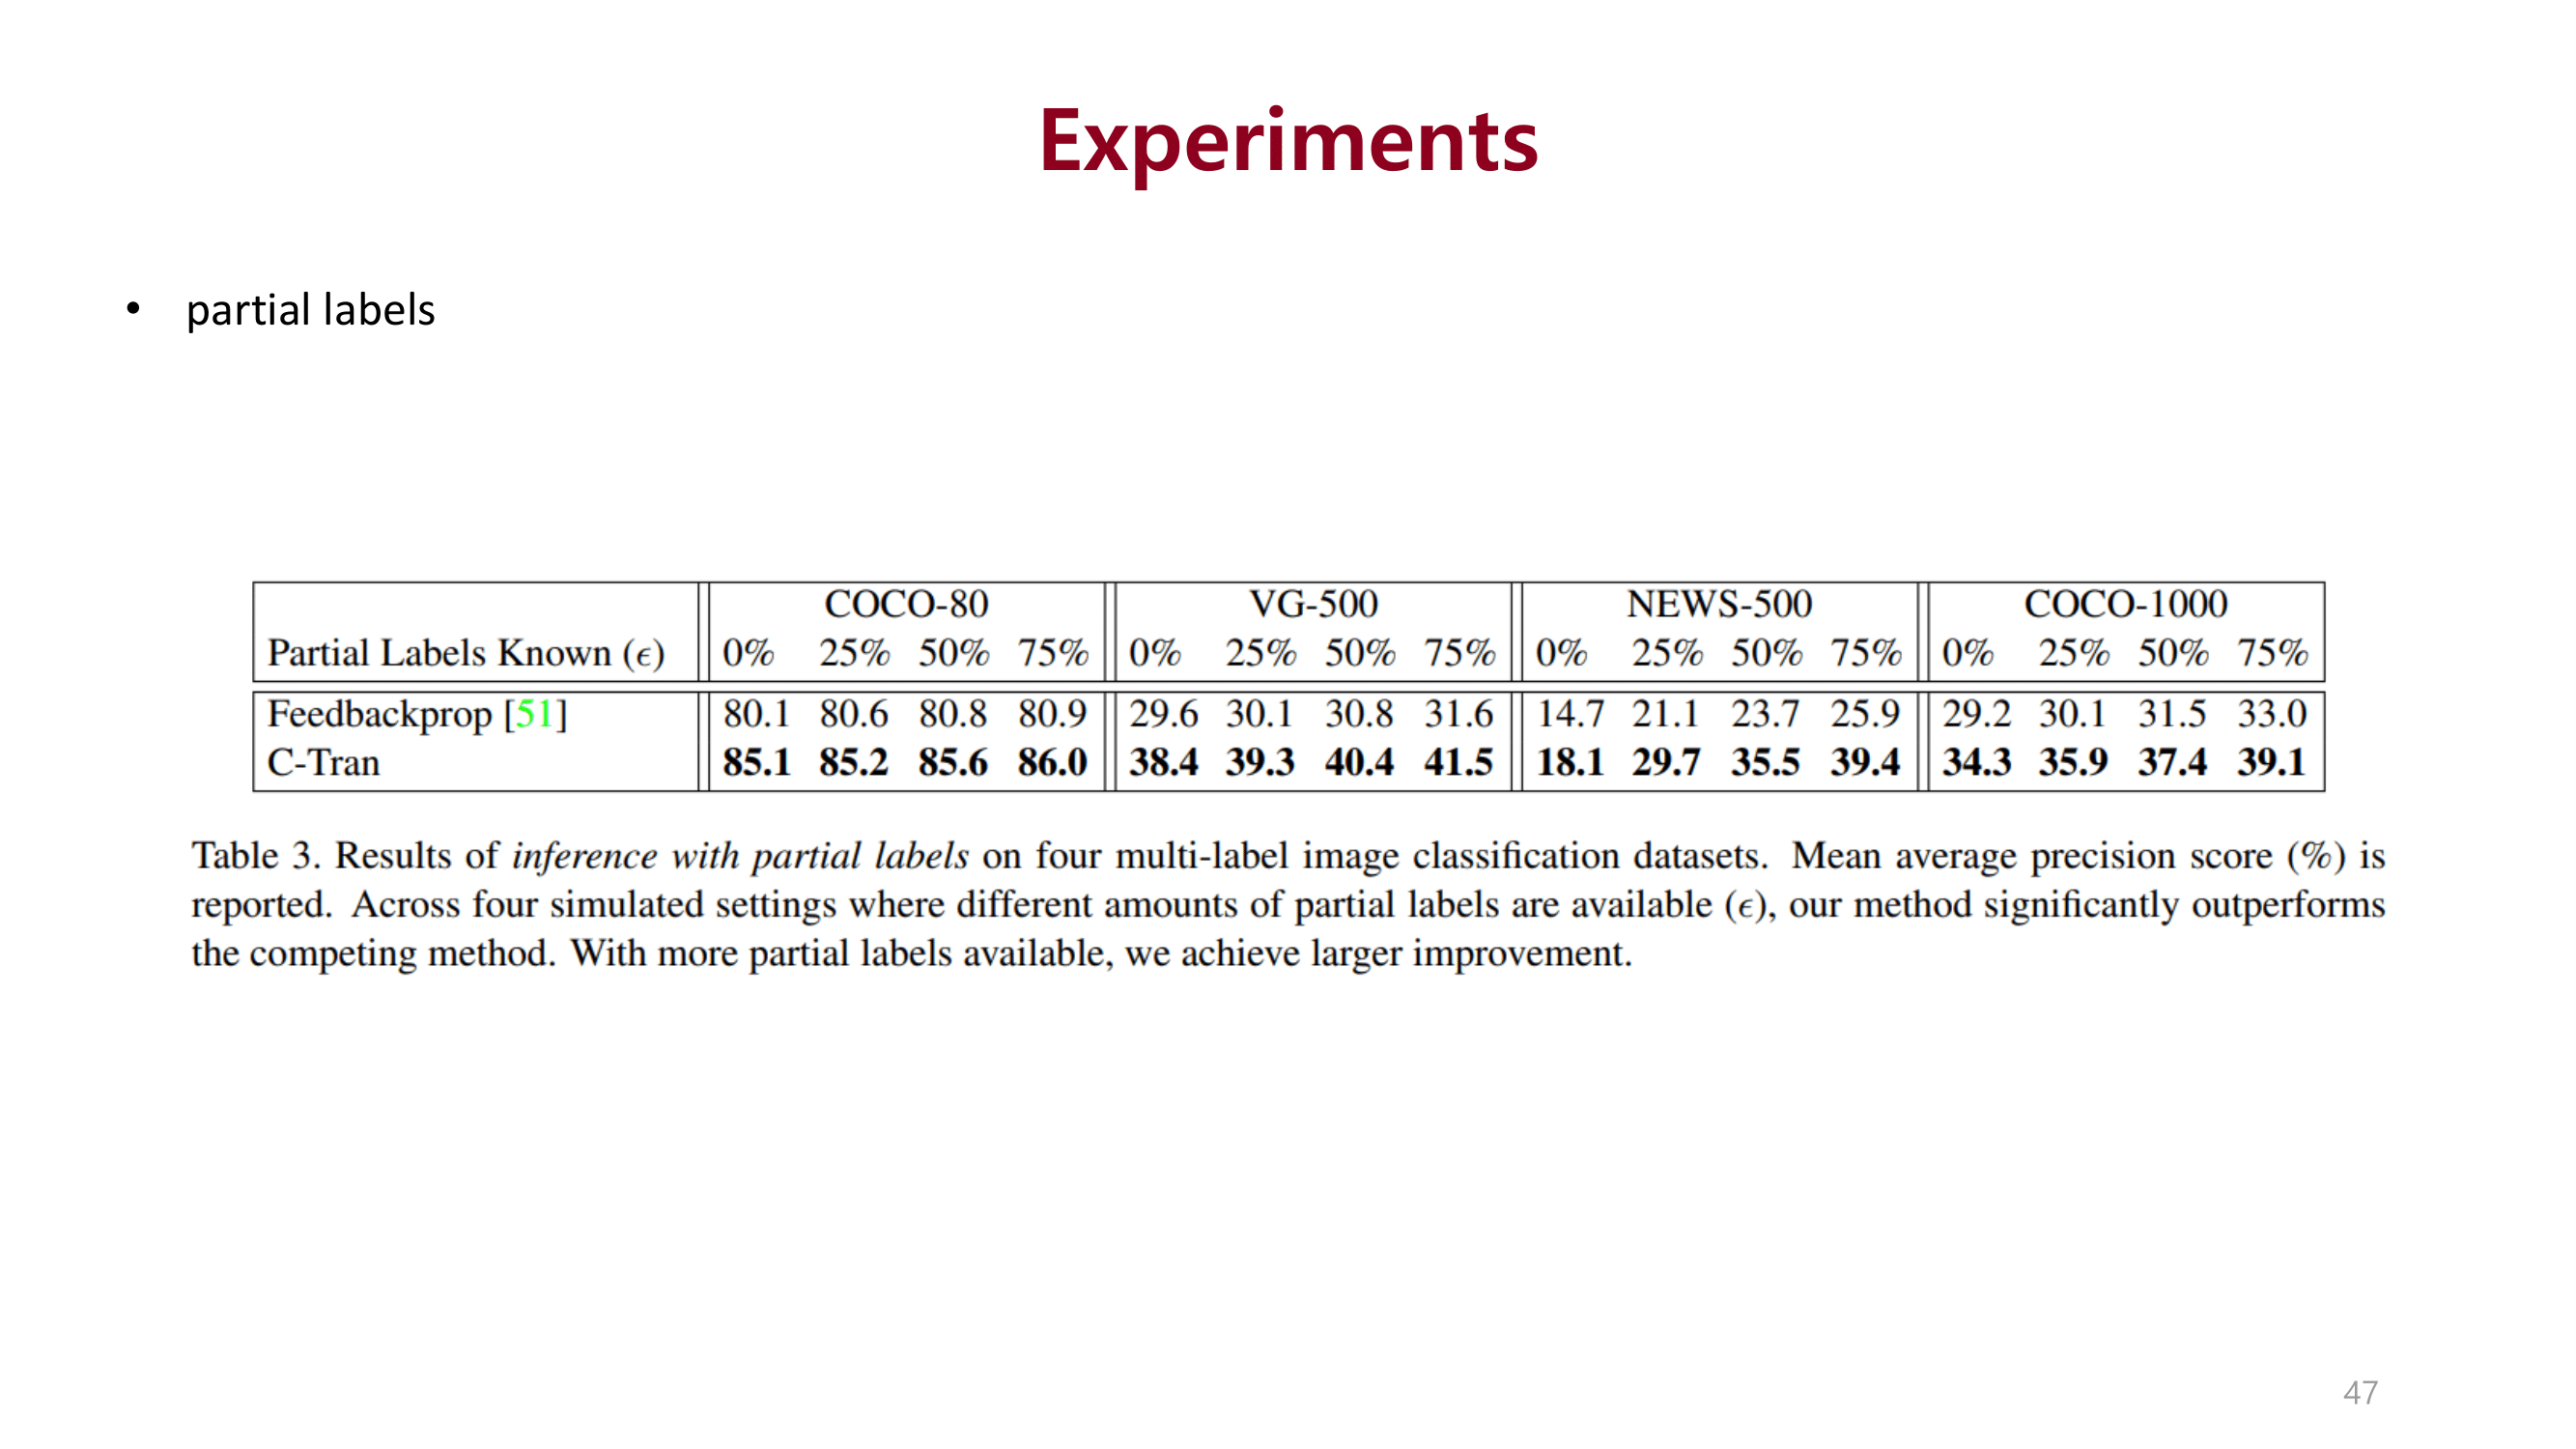 Experiments
• partial labels
COCO-80 VG-500 NEWS-500 COCO-1000
Partial Labels Known (ϵ) 0% 25% 50% 75% 0% 25% 50% 75% 0% 25% 50% 75% 0% 25% 50% 75%
Feedbackprop [51] 80.1 80.6 80.8 80.9 29.6 30.1 30.8 31.6 14.7 21.1 23.7 25.9 29.2 30.1 31.5 33.0
C-Tran 85.1 85.2 85.6 86.0 38.4 39.3 40.4 41.5 18.1 29.7 35.5 39.4 34.3 35.9 37.4 39.1
Table 3. Results of inference with partial labels on four multi-label image classification datasets. Mean average precision score (%) is
reported. Across four simulated settings where different amounts of partial labels are available (ϵ), our method significantly outperforms
the competing method. With more partial labels available, we achieve larger improvement.
47